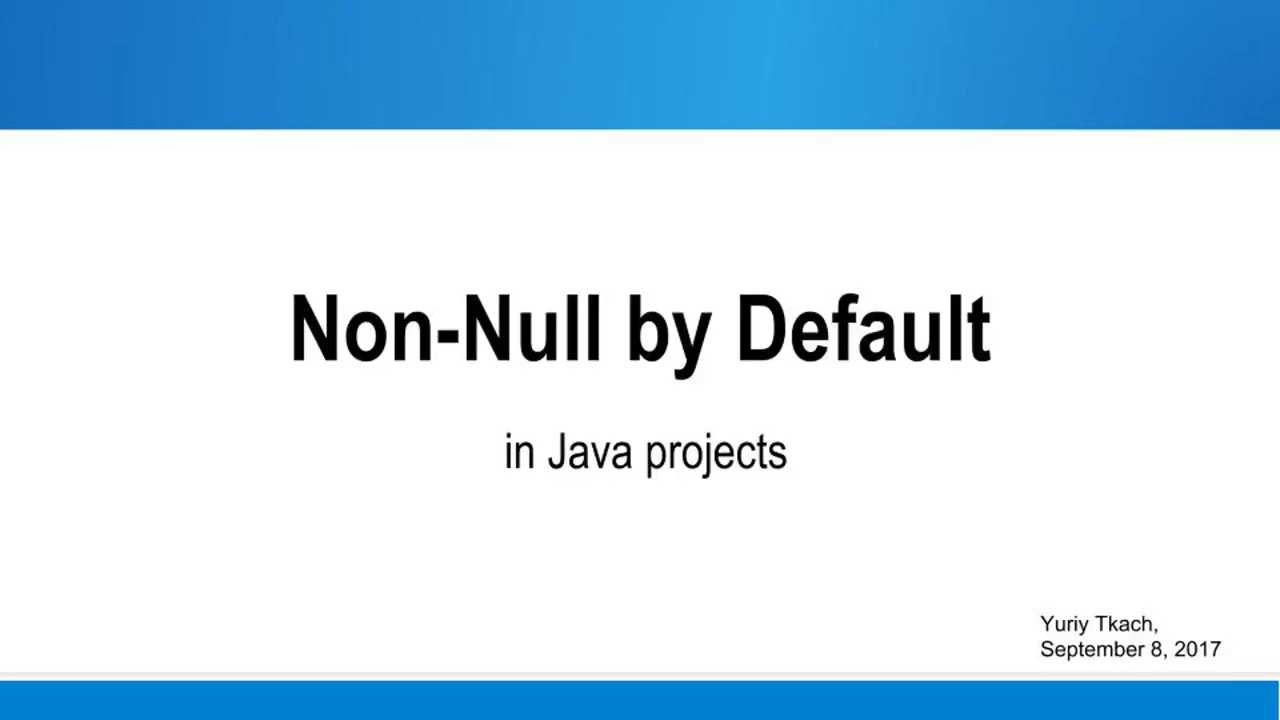 Non-Null by Default
in Java projects
Yuriy Tkach,
September 8, 2017